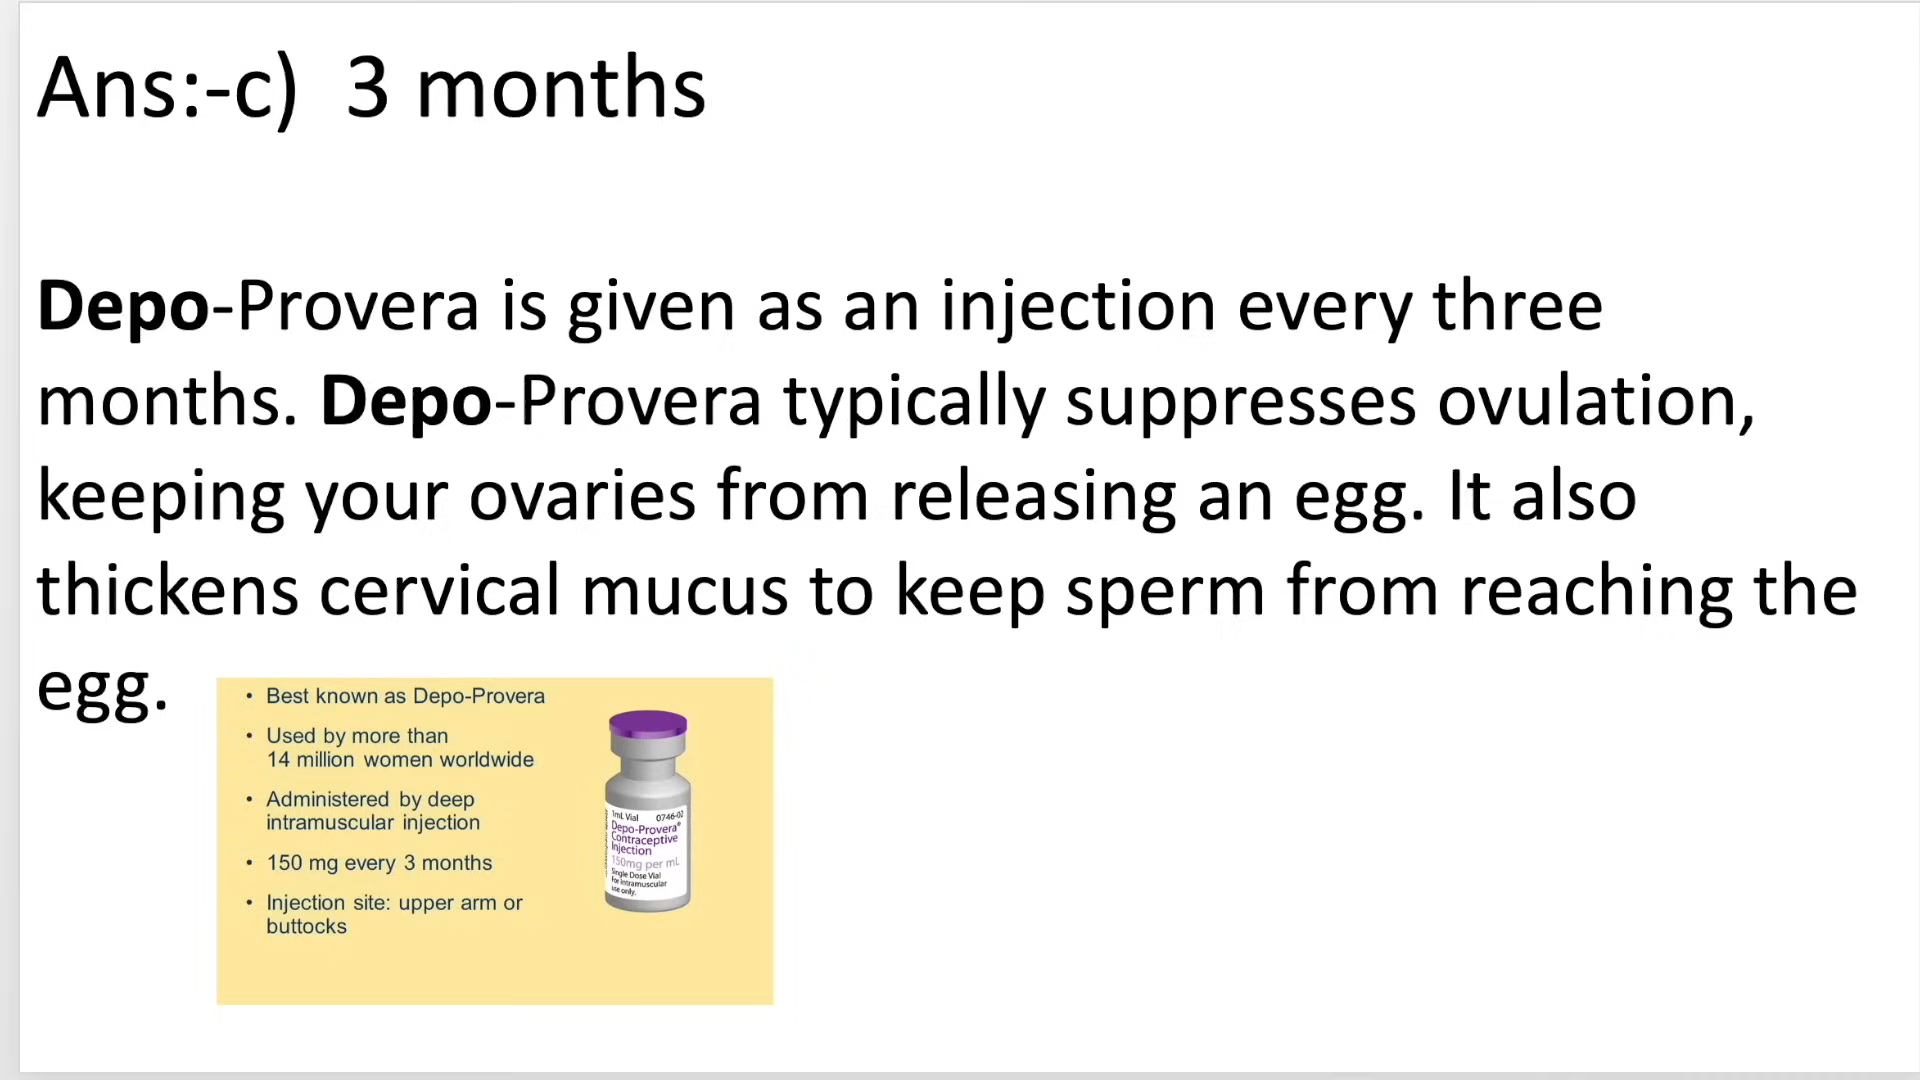 Ans:-c)  3 months
Depo-Provera is given as an injection every three
months. Depo-Provera typically suppresses ovulation,
keeping your ovaries from releasing an egg. It also
thickens cervical mucus to keep sperm from reaching the
egg.
• Best known as Depo-Provera
• Used by more than
14 million women worldwide
• Administered by deep
intramuscular injection
• 150 mg every 3 months
• Injection site: upper arm or
buttocks
1mL Vial 0746-02
Depo-Provera®
Contraceptive
Injection
150mg per mL
Single Dose Vial
For intramuscular
use only.